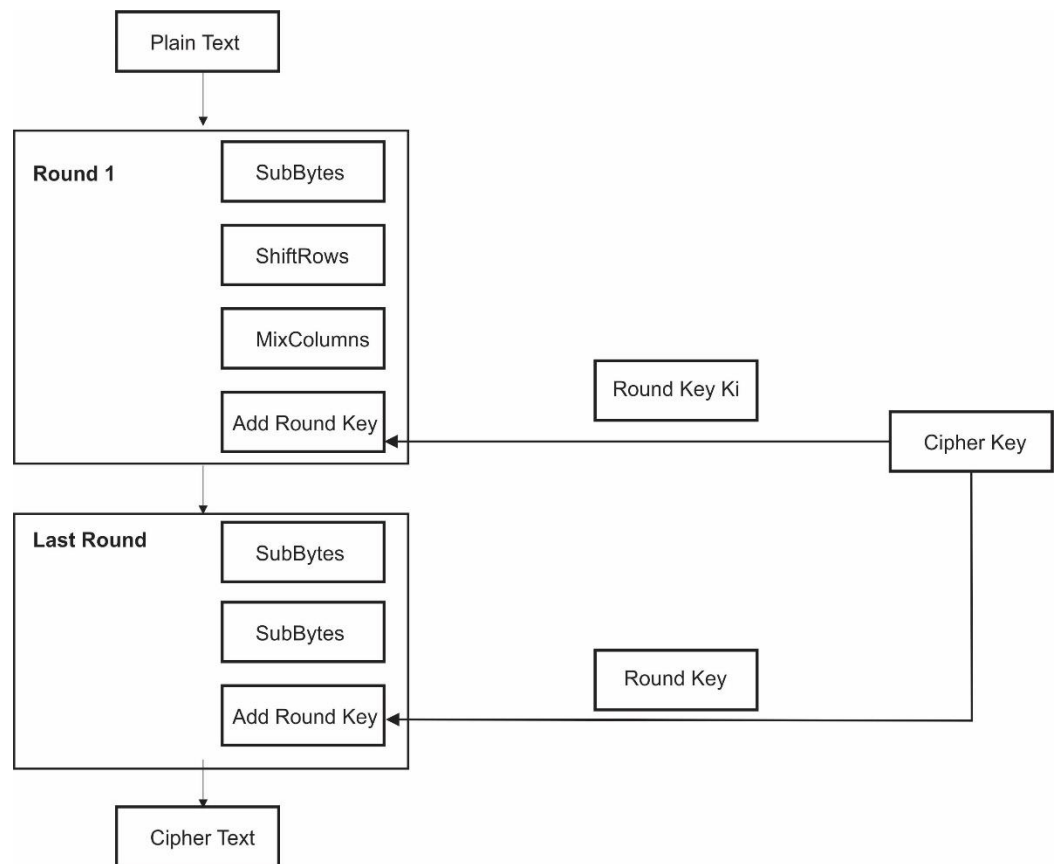 Plain Text
Round 1
SubBytes
ShiftRows
MixColumns
Round Key Ki
Add Round Key
Cipher Key
Last Round
SubBytes
SubBytes
Round Key
Add Round Key
Cipher Text